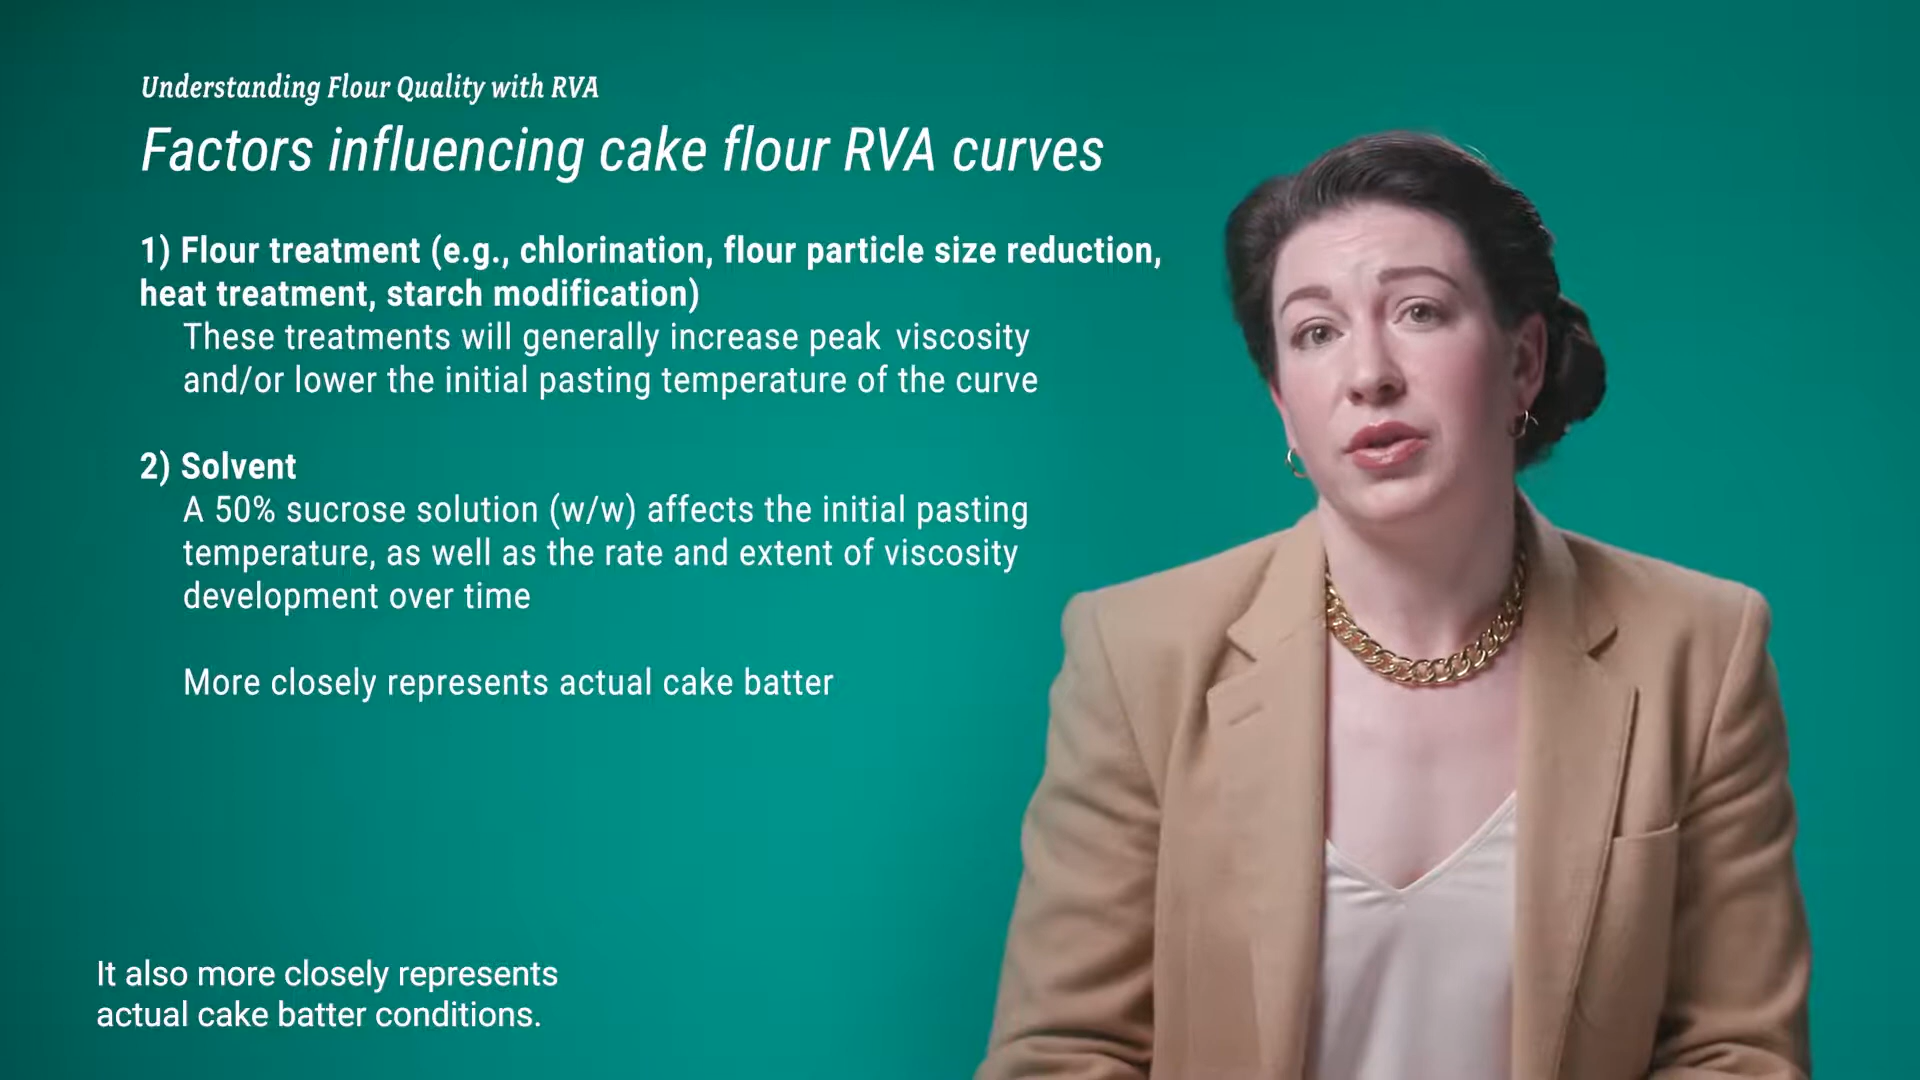 Understanding Flour Quality with RVA
Factors influencing cake flour RVA curves
1) Flour treatment (e.g., chlorination, flour particle size reduction,
heat treatment, starch modification)
These treatments will generally increase peak viscosity
and/or lower the initial pasting temperature of the curve
2) Solvent
A 50% sucrose solution (w/w) affects the initial pasting
temperature, as well as the rate and extent of viscosity
development over time
More closely represents actual cake batter
It also more closely represents
actual cake batter conditions.